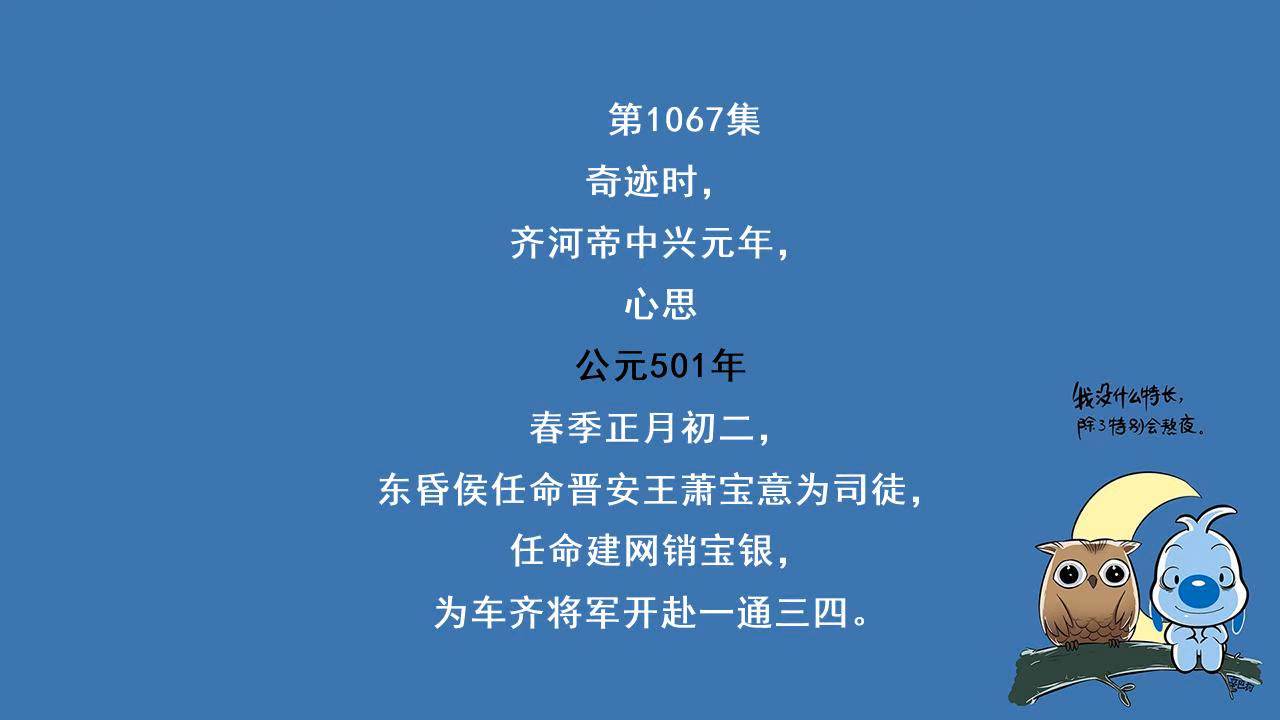 第1067集
奇迹时，
齐河帝中兴元年，
心思
公元501年
春季正月初二，
东昏侯任命晋安王萧宝意为司徒，
任命建网销宝银，
为车齐将军开赴一通三四。
我没什么特长，
除了特别会熬夜。